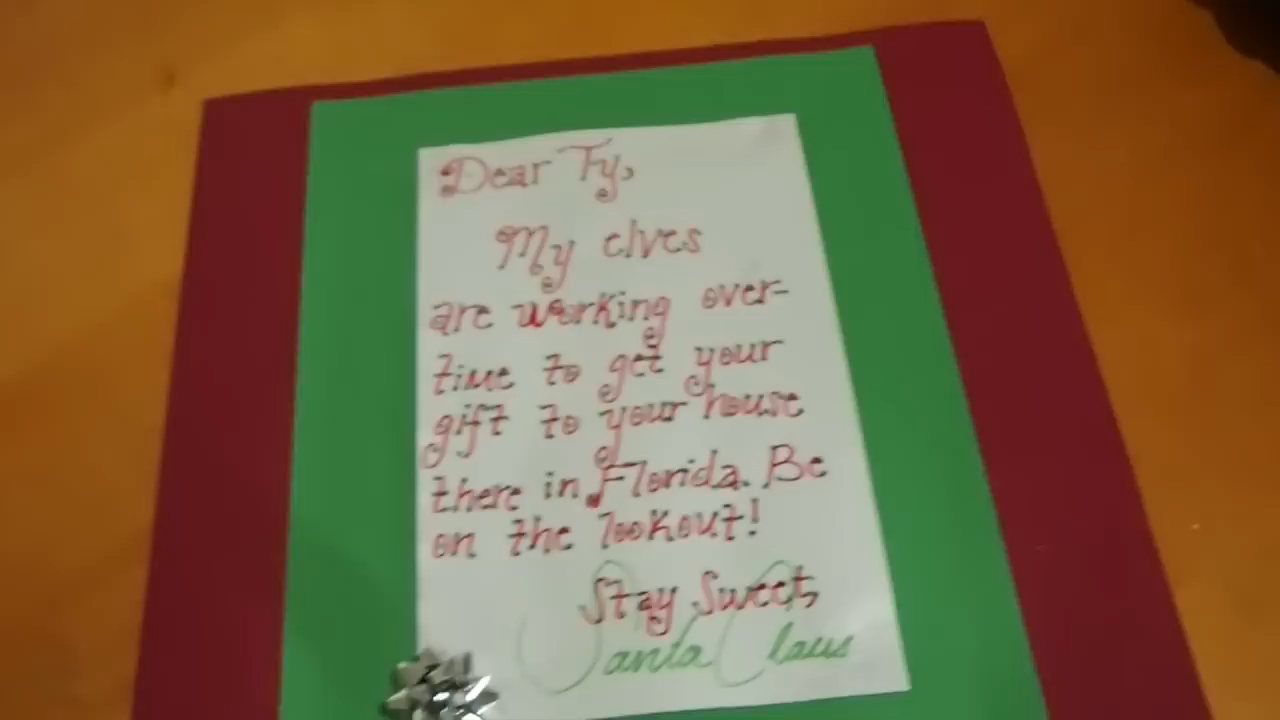 Dear Ty,
My elves
are working over-
time to get your
gift to your house
there in Florida. Be
on the lookout!
Stay Sweet,
Santa Claus